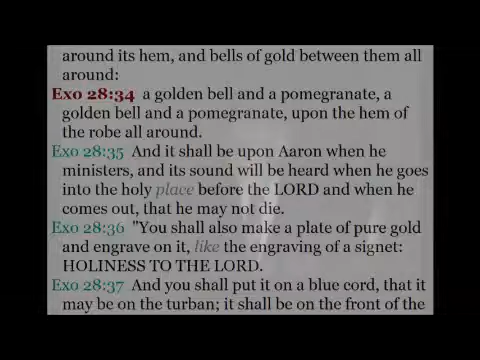 around its hem, and bells of gold between them all
around:
Exo 28:34 a golden bell and a pomegranate, a
golden bell and a pomegranate, upon the hem of
the robe all around.
Exo 28:35 And it shall be upon Aaron when he
ministers, and its sound will be heard when he goes
into the holy place before the LORD and when he
comes out, that he may not die.
Exo 28:36 "You shall also make a plate of pure gold
and engrave on it, like the engraving of a signet:
HOLINESS TO THE LORD.
Exo 28:37 And you shall put it on a blue cord, that it
may be on the turban; it shall be on the front of the